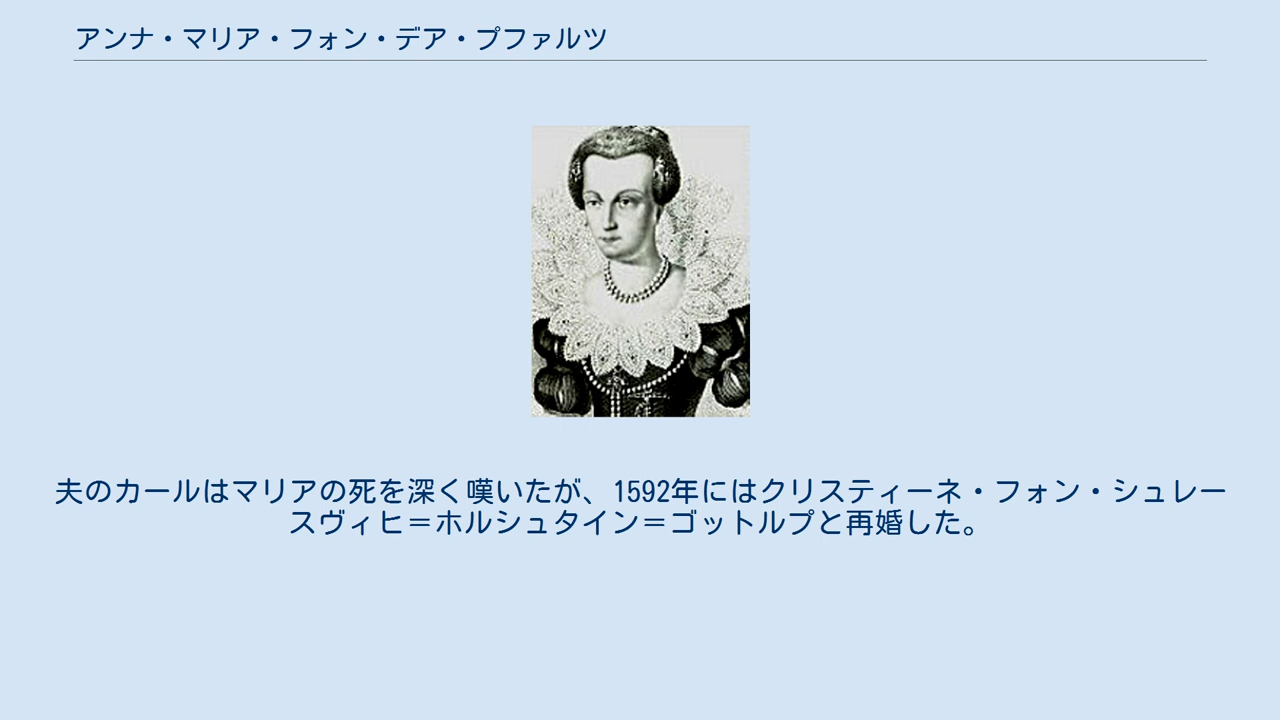 アンナ・マリア・フォン・デア・プファルツ
夫のカールはマリアの死を深く嘆いたが、1592年にはクリスティーネ・フォン・シュレー
スヴィヒ＝ホルシュタイン＝ゴットルプと再婚した。